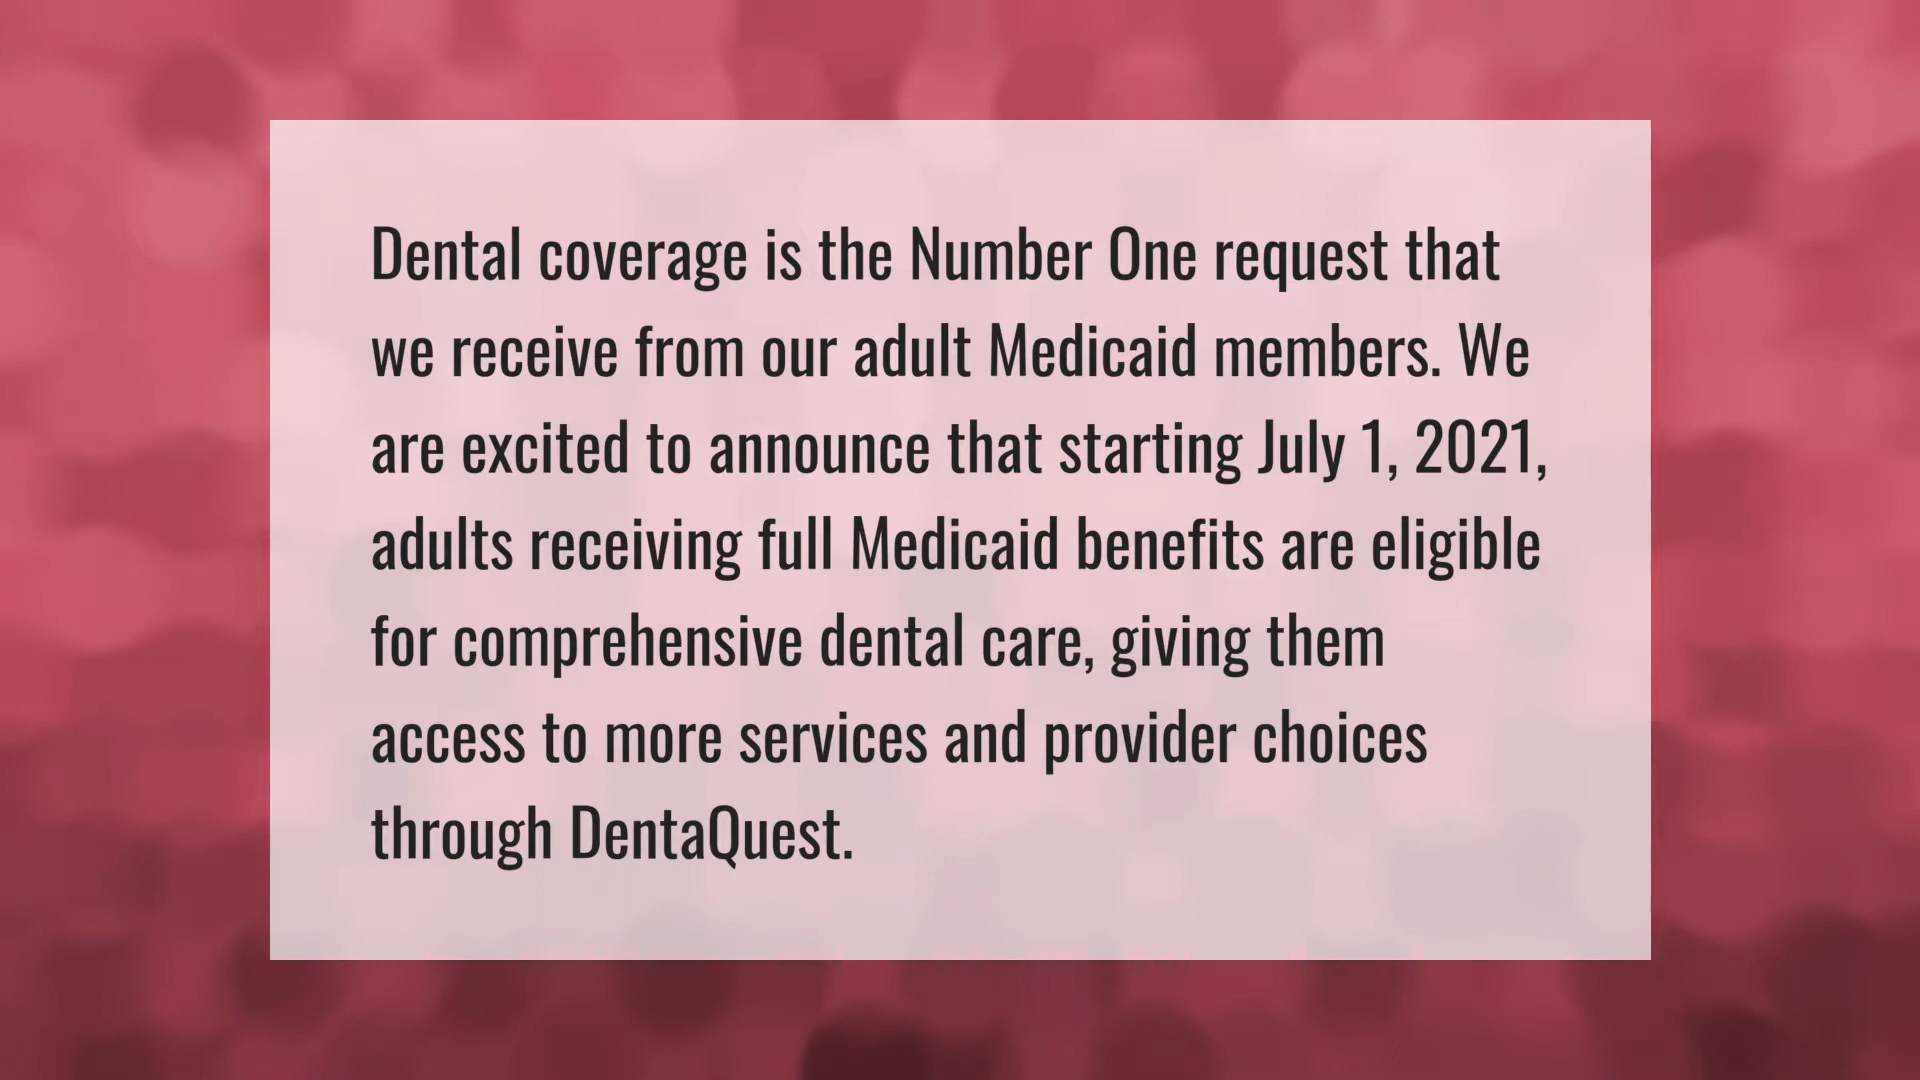 Dental coverage is the Number One request that
we receive from our adult Medicaid members. We
are excited to announce that starting July 1, 2021,
adults receiving full Medicaid benefits are eligible
for comprehensive dental care, giving them
access to more services and provider choices
through DentaQuest.